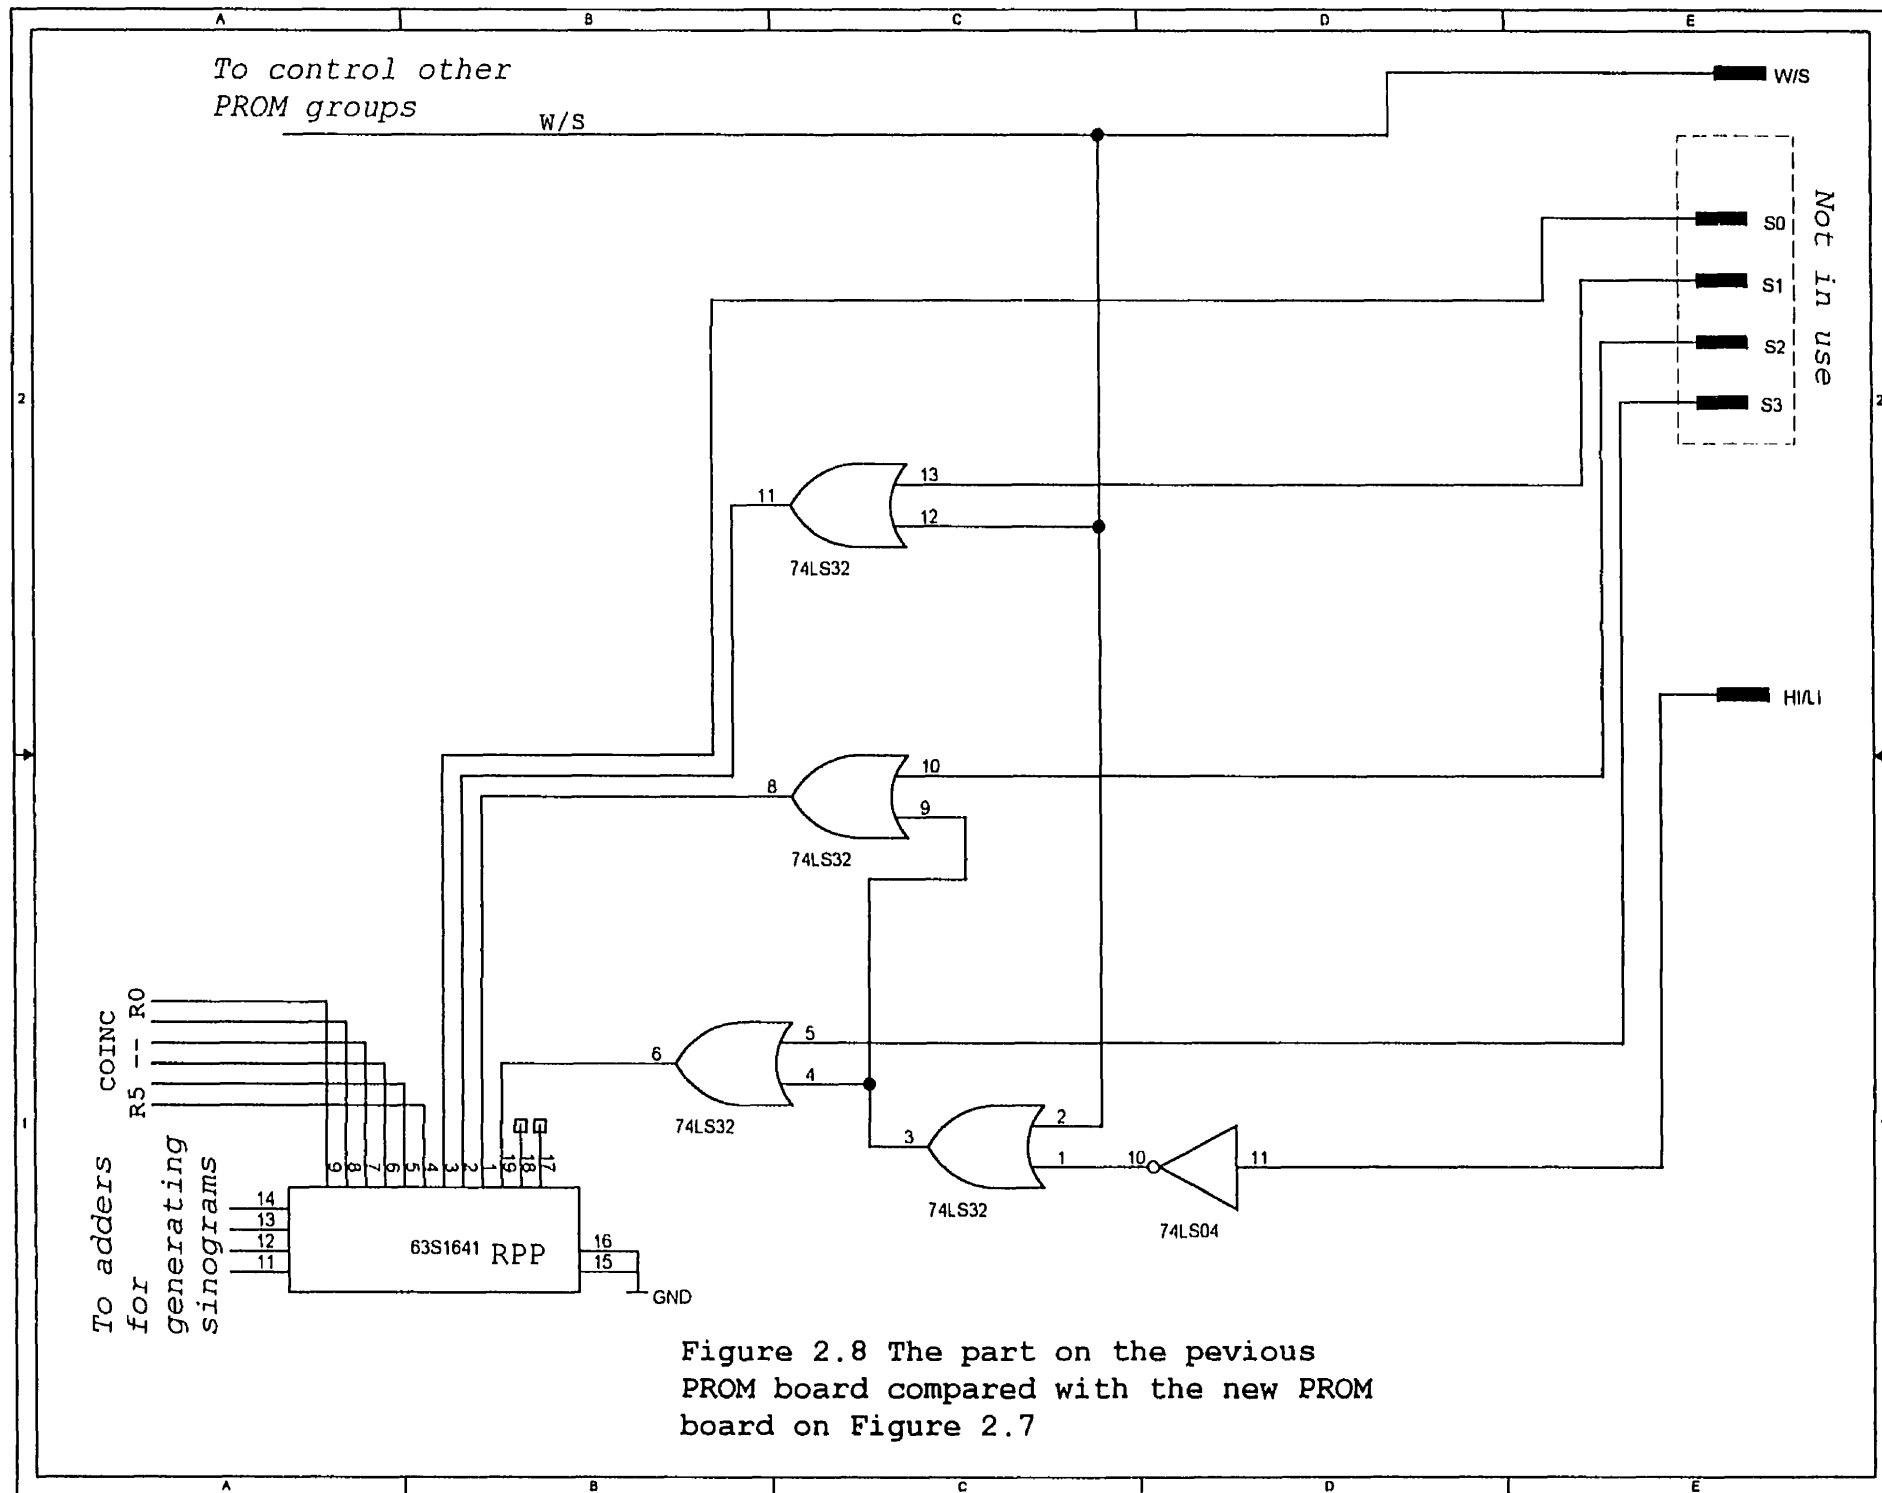 A B C D E
To control other
PROM groups
W/S
W/S
S0
S1
S2
S3
Not in use
2
2
13
11
12
74LS32
HI/LI
10
8
9
74LS32
COINC
R5 -- R0
5
6
4
74LS32
2
3
1
74LS32
10
11
74LS04
1
9 8 7 6 5 4 3 2 1 19 18 17
To adders
for
generating
sinograms
14
13
12
11
63S1641 RPP
16
15
GND
Figure 2.8 The part on the pevious
PROM board compared with the new PROM
board on Figure 2.7
A B C D E